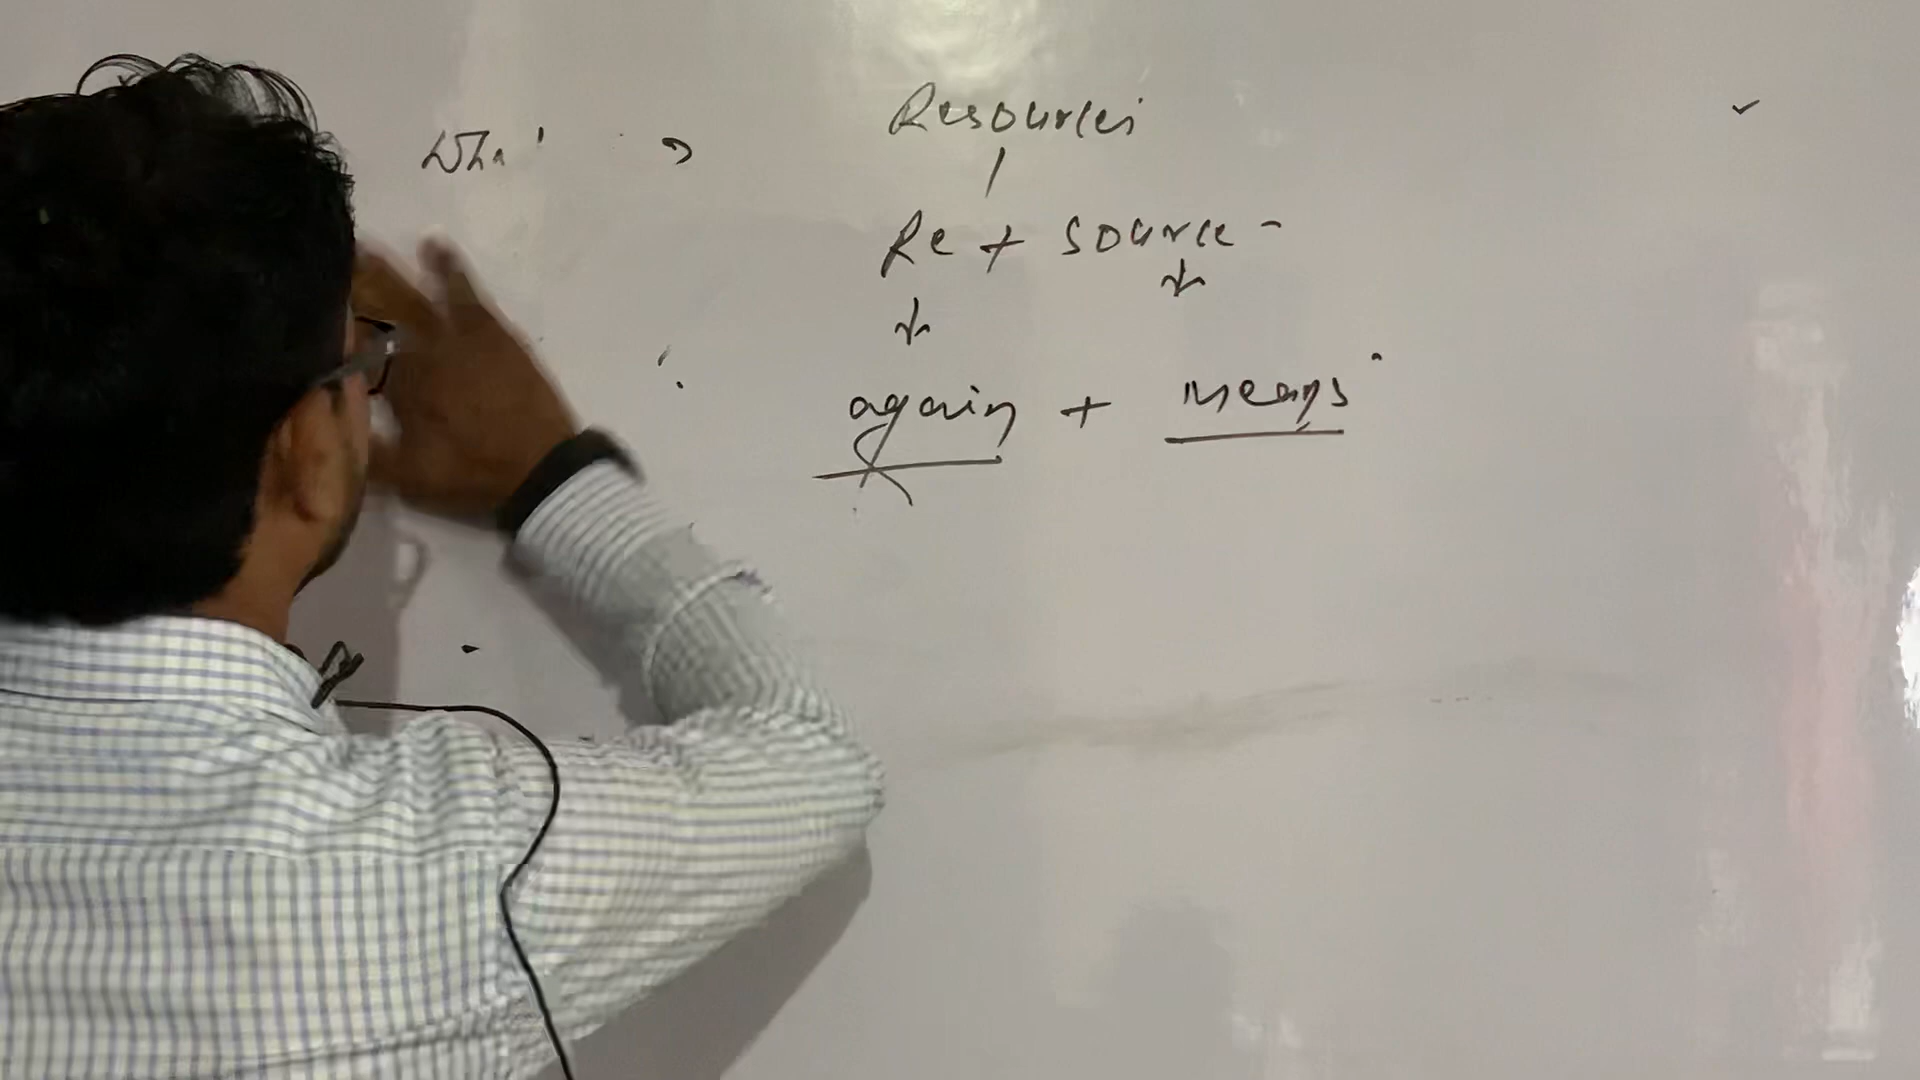 Resources
Re + source -
again + means